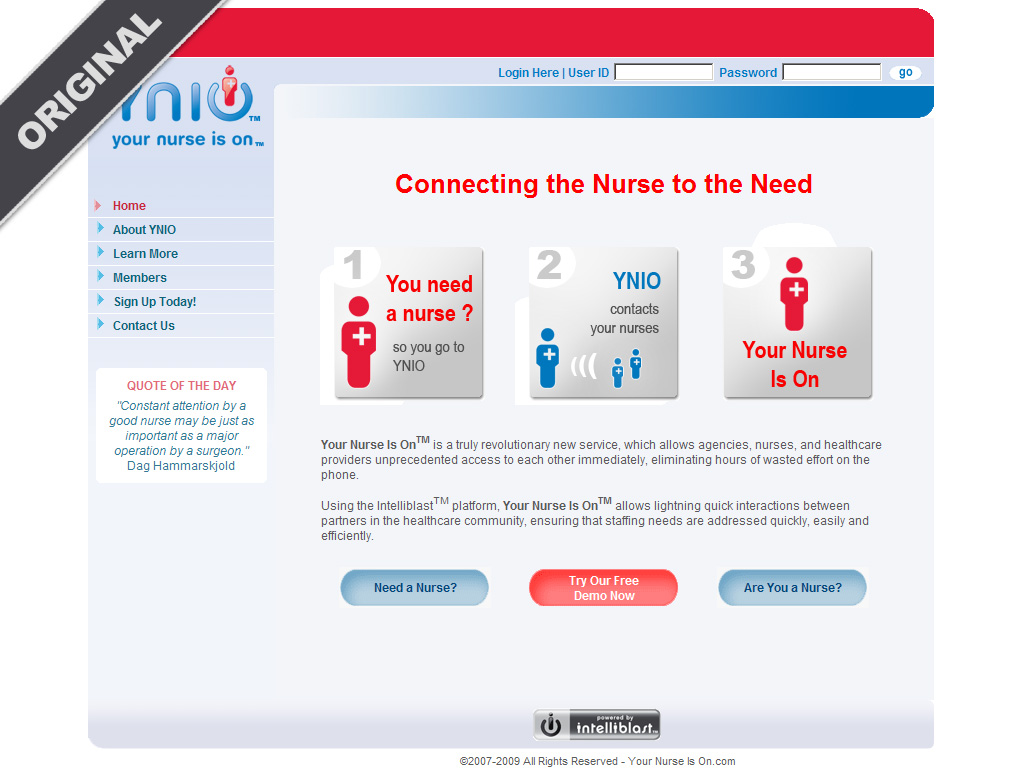 ORIGINAL
Login Here | User ID Password go
YNIO™
your nurse is on™
Home
About YNIO
Learn More
Members
Sign Up Today!
Contact Us
QUOTE OF THE DAY
"Constant attention by a
good nurse may be just as
important as a major
operation by a surgeon."
Dag Hammarskjold
Connecting the Nurse to the Need
1
You need
a nurse ?
so you go to
YNIO
2
YNIO
contacts
your nurses
3
Your Nurse
Is On
Your Nurse Is On™ is a truly revolutionary new service, which allows agencies, nurses, and healthcare
providers unprecedented access to each other immediately, eliminating hours of wasted effort on the
phone.
Using the Intelliblast™ platform, Your Nurse Is On™ allows lightning quick interactions between
partners in the healthcare community, ensuring that staffing needs are addressed quickly, easily and
efficiently.
Need a Nurse?
Try Our Free
Demo Now
Are You a Nurse?
powered by
intelliblast™
©2007-2009 All Rights Reserved - Your Nurse Is On.com